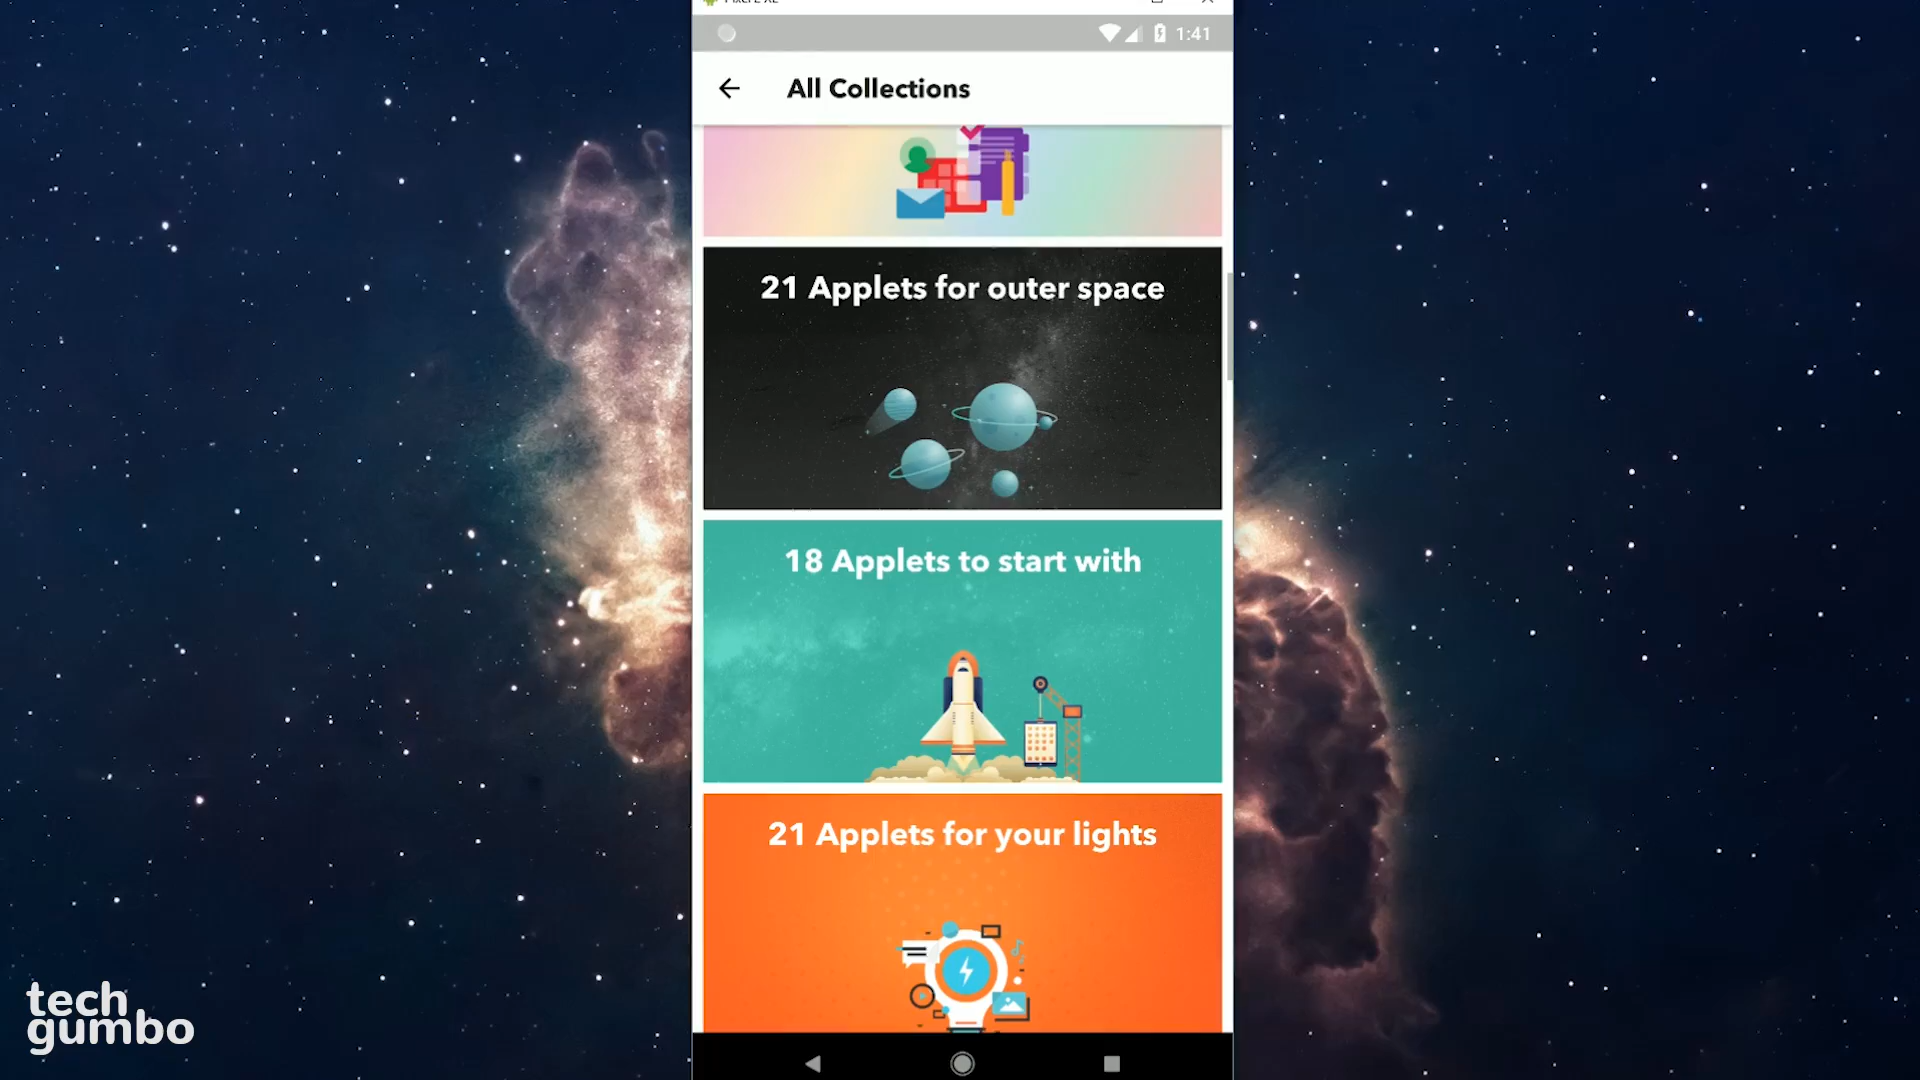 1:41
All Collections
21 Applets for outer space
18 Applets to start with
21 Applets for your lights
tech
gumbo